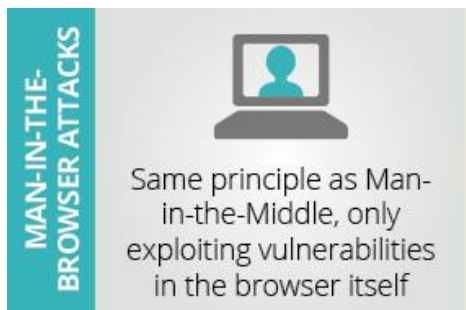 MAN-IN-THE-
BROWSER ATTACKS
Same principle as Man-
in-the-Middle, only
exploiting vulnerabilities
in the browser itself